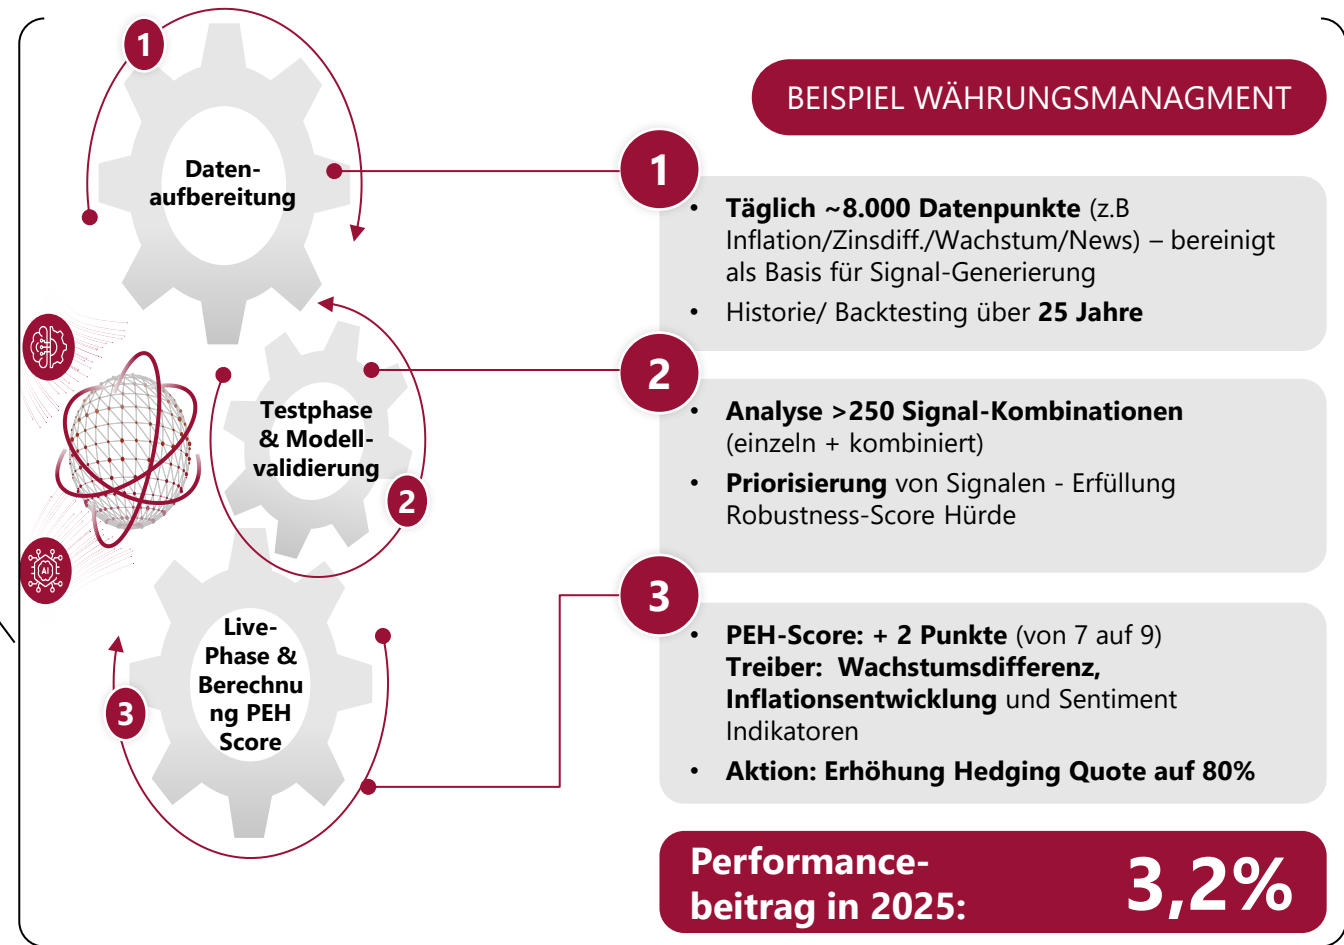 1
Daten-
aufbereitung
2
Testphase
& Modell-
validierung
AI
3
Live-
Phase &
Berechnu
ng PEH
Score
BEISPIEL WÄHRUNGSMANAGMENT
1
• Täglich ~8.000 Datenpunkte (z.B
Inflation/Zinsdiff./Wachstum/News) – bereinigt
als Basis für Signal-Generierung
• Historie/ Backtesting über 25 Jahre
2
• Analyse >250 Signal-Kombinationen
(einzeln + kombiniert)
• Priorisierung von Signalen - Erfüllung
Robustness-Score Hürde
3
• PEH-Score: + 2 Punkte (von 7 auf 9)
Treiber:  Wachstumsdifferenz,
Inflationsentwicklung und Sentiment
Indikatoren
• Aktion: Erhöhung Hedging Quote auf 80%
Performance-
beitrag in 2025:
3,2%